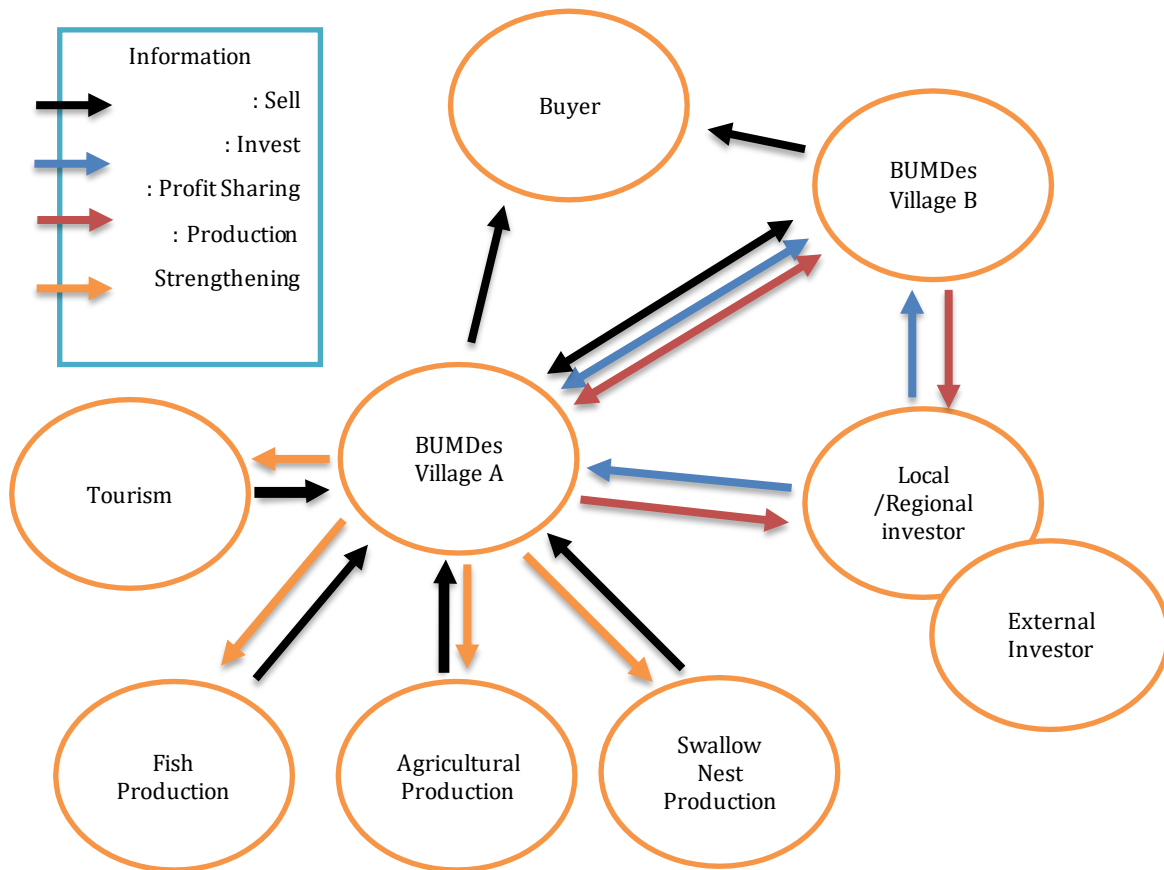 Information
: Sell
: Invest
: Profit Sharing
: Production
Strengthening
Buyer
BUMDes
Village B
BUMDes
Village A
Tourism
Local
/Regional
investor
External
Investor
Fish
Production
Agricultural
Production
Swallow
Nest
Production